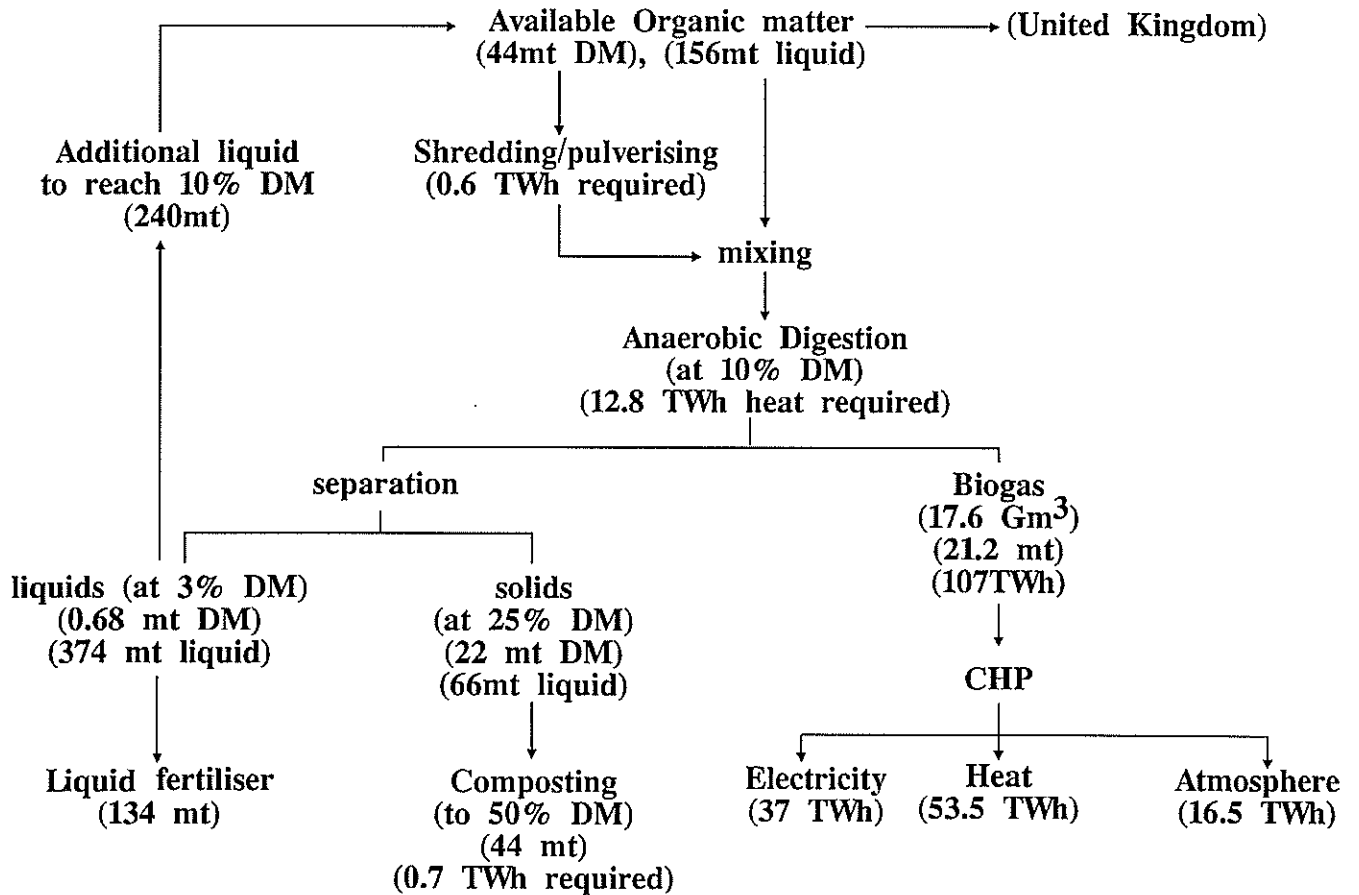 Available Organic matter
(44mt DM), (156mt liquid)
(United Kingdom)
Additional liquid
to reach 10% DM
(240mt)
Shredding/pulverising
(0.6 TWh required)
mixing
Anaerobic Digestion
(at 10% DM)
(12.8 TWh heat required)
separation
Biogas
(17.6 Gm³)
(21.2 mt)
(107TWh)
liquids (at 3% DM)
(0.68 mt DM)
(374 mt liquid)
solids
(at 25% DM)
(22 mt DM)
(66mt liquid)
CHP
Liquid fertiliser
(134 mt)
Composting
(to 50% DM)
(44 mt)
(0.7 TWh required)
Electricity
(37 TWh)
Heat
(53.5 TWh)
Atmosphere
(16.5 TWh)